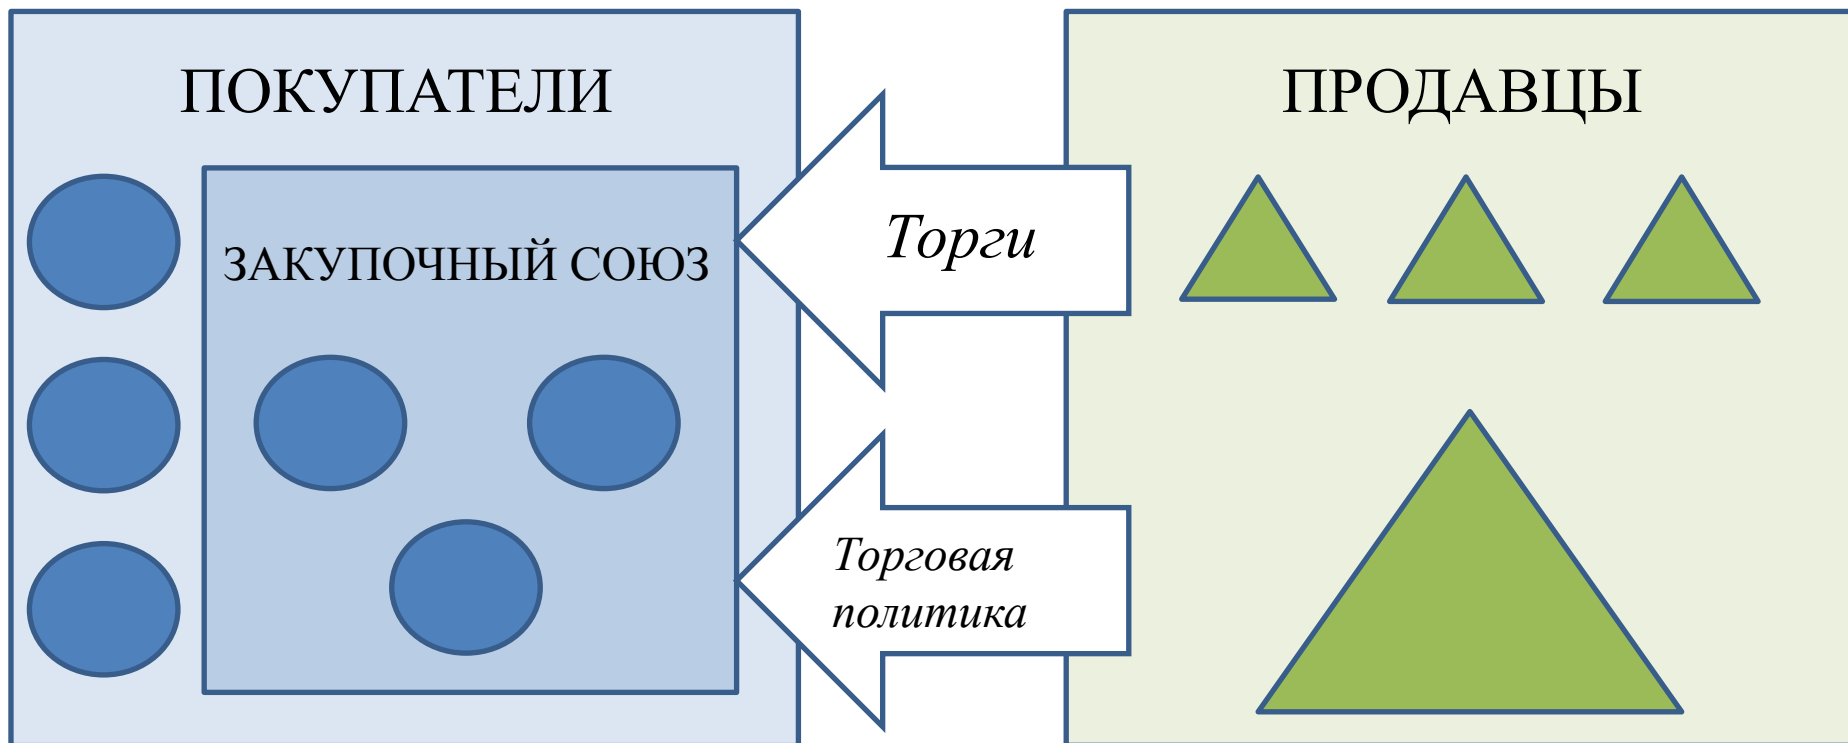 ПОКУПАТЕЛИ
ПРОДАВЦЫ
ЗАКУПОЧНЫЙ СОЮЗ
Торги
Торговая
политика